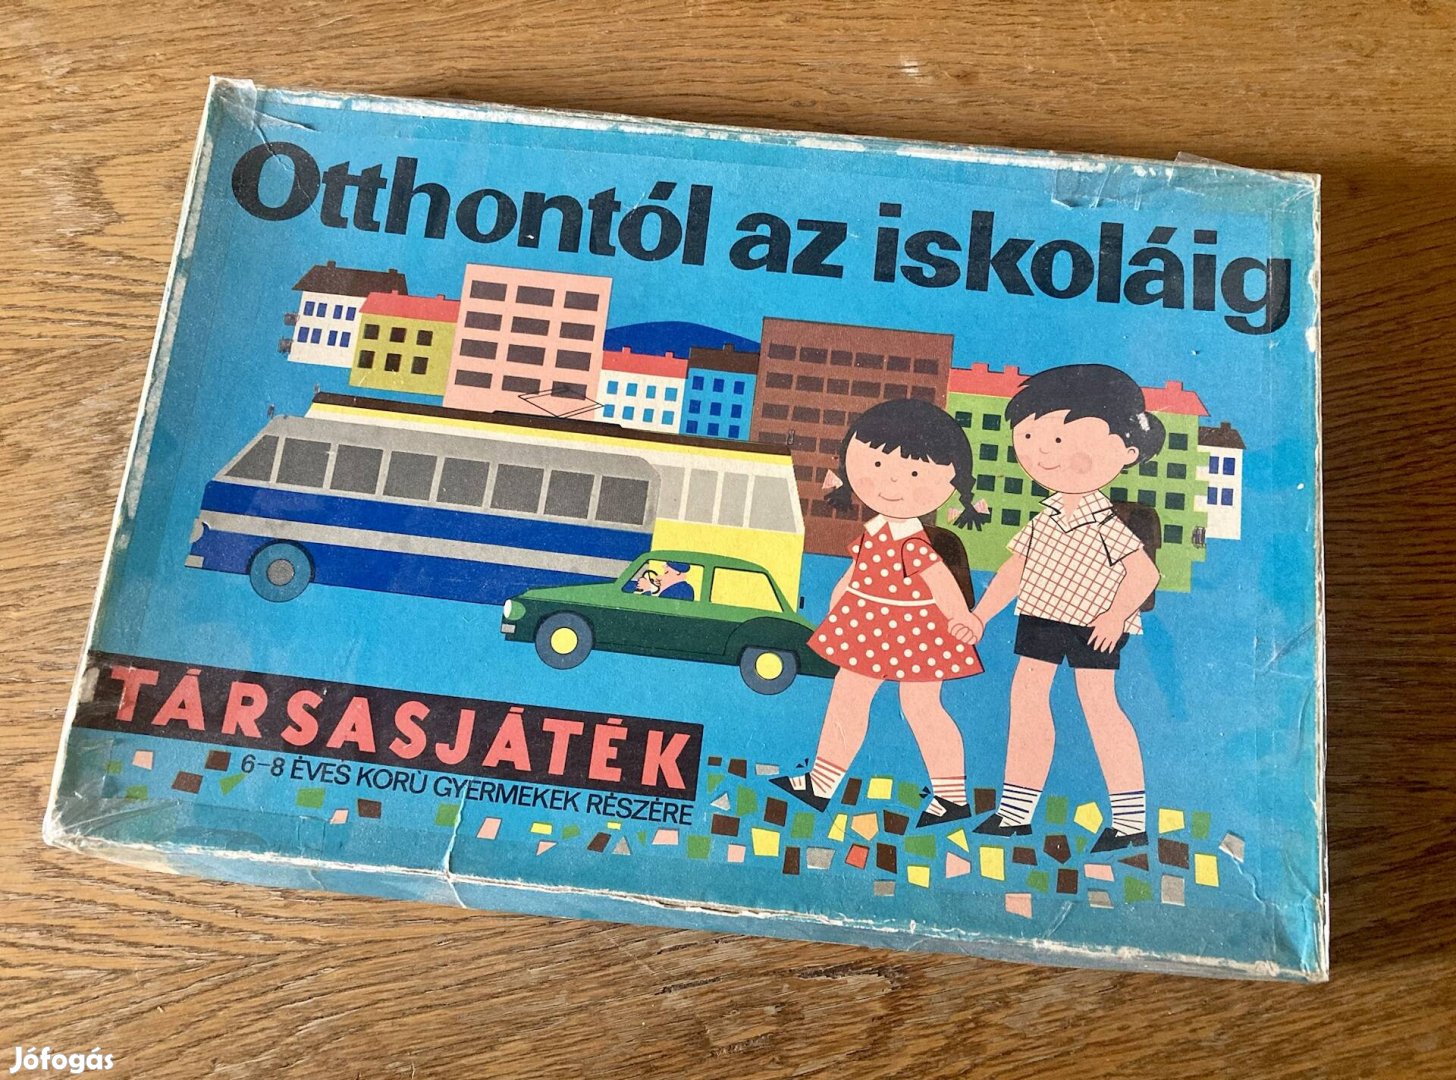 Otthontól az iskoláig
TÁRSASJÁTÉK
6-8 ÉVES KORÚ GYERMEKEK RÉSZÉRE
Jófogás